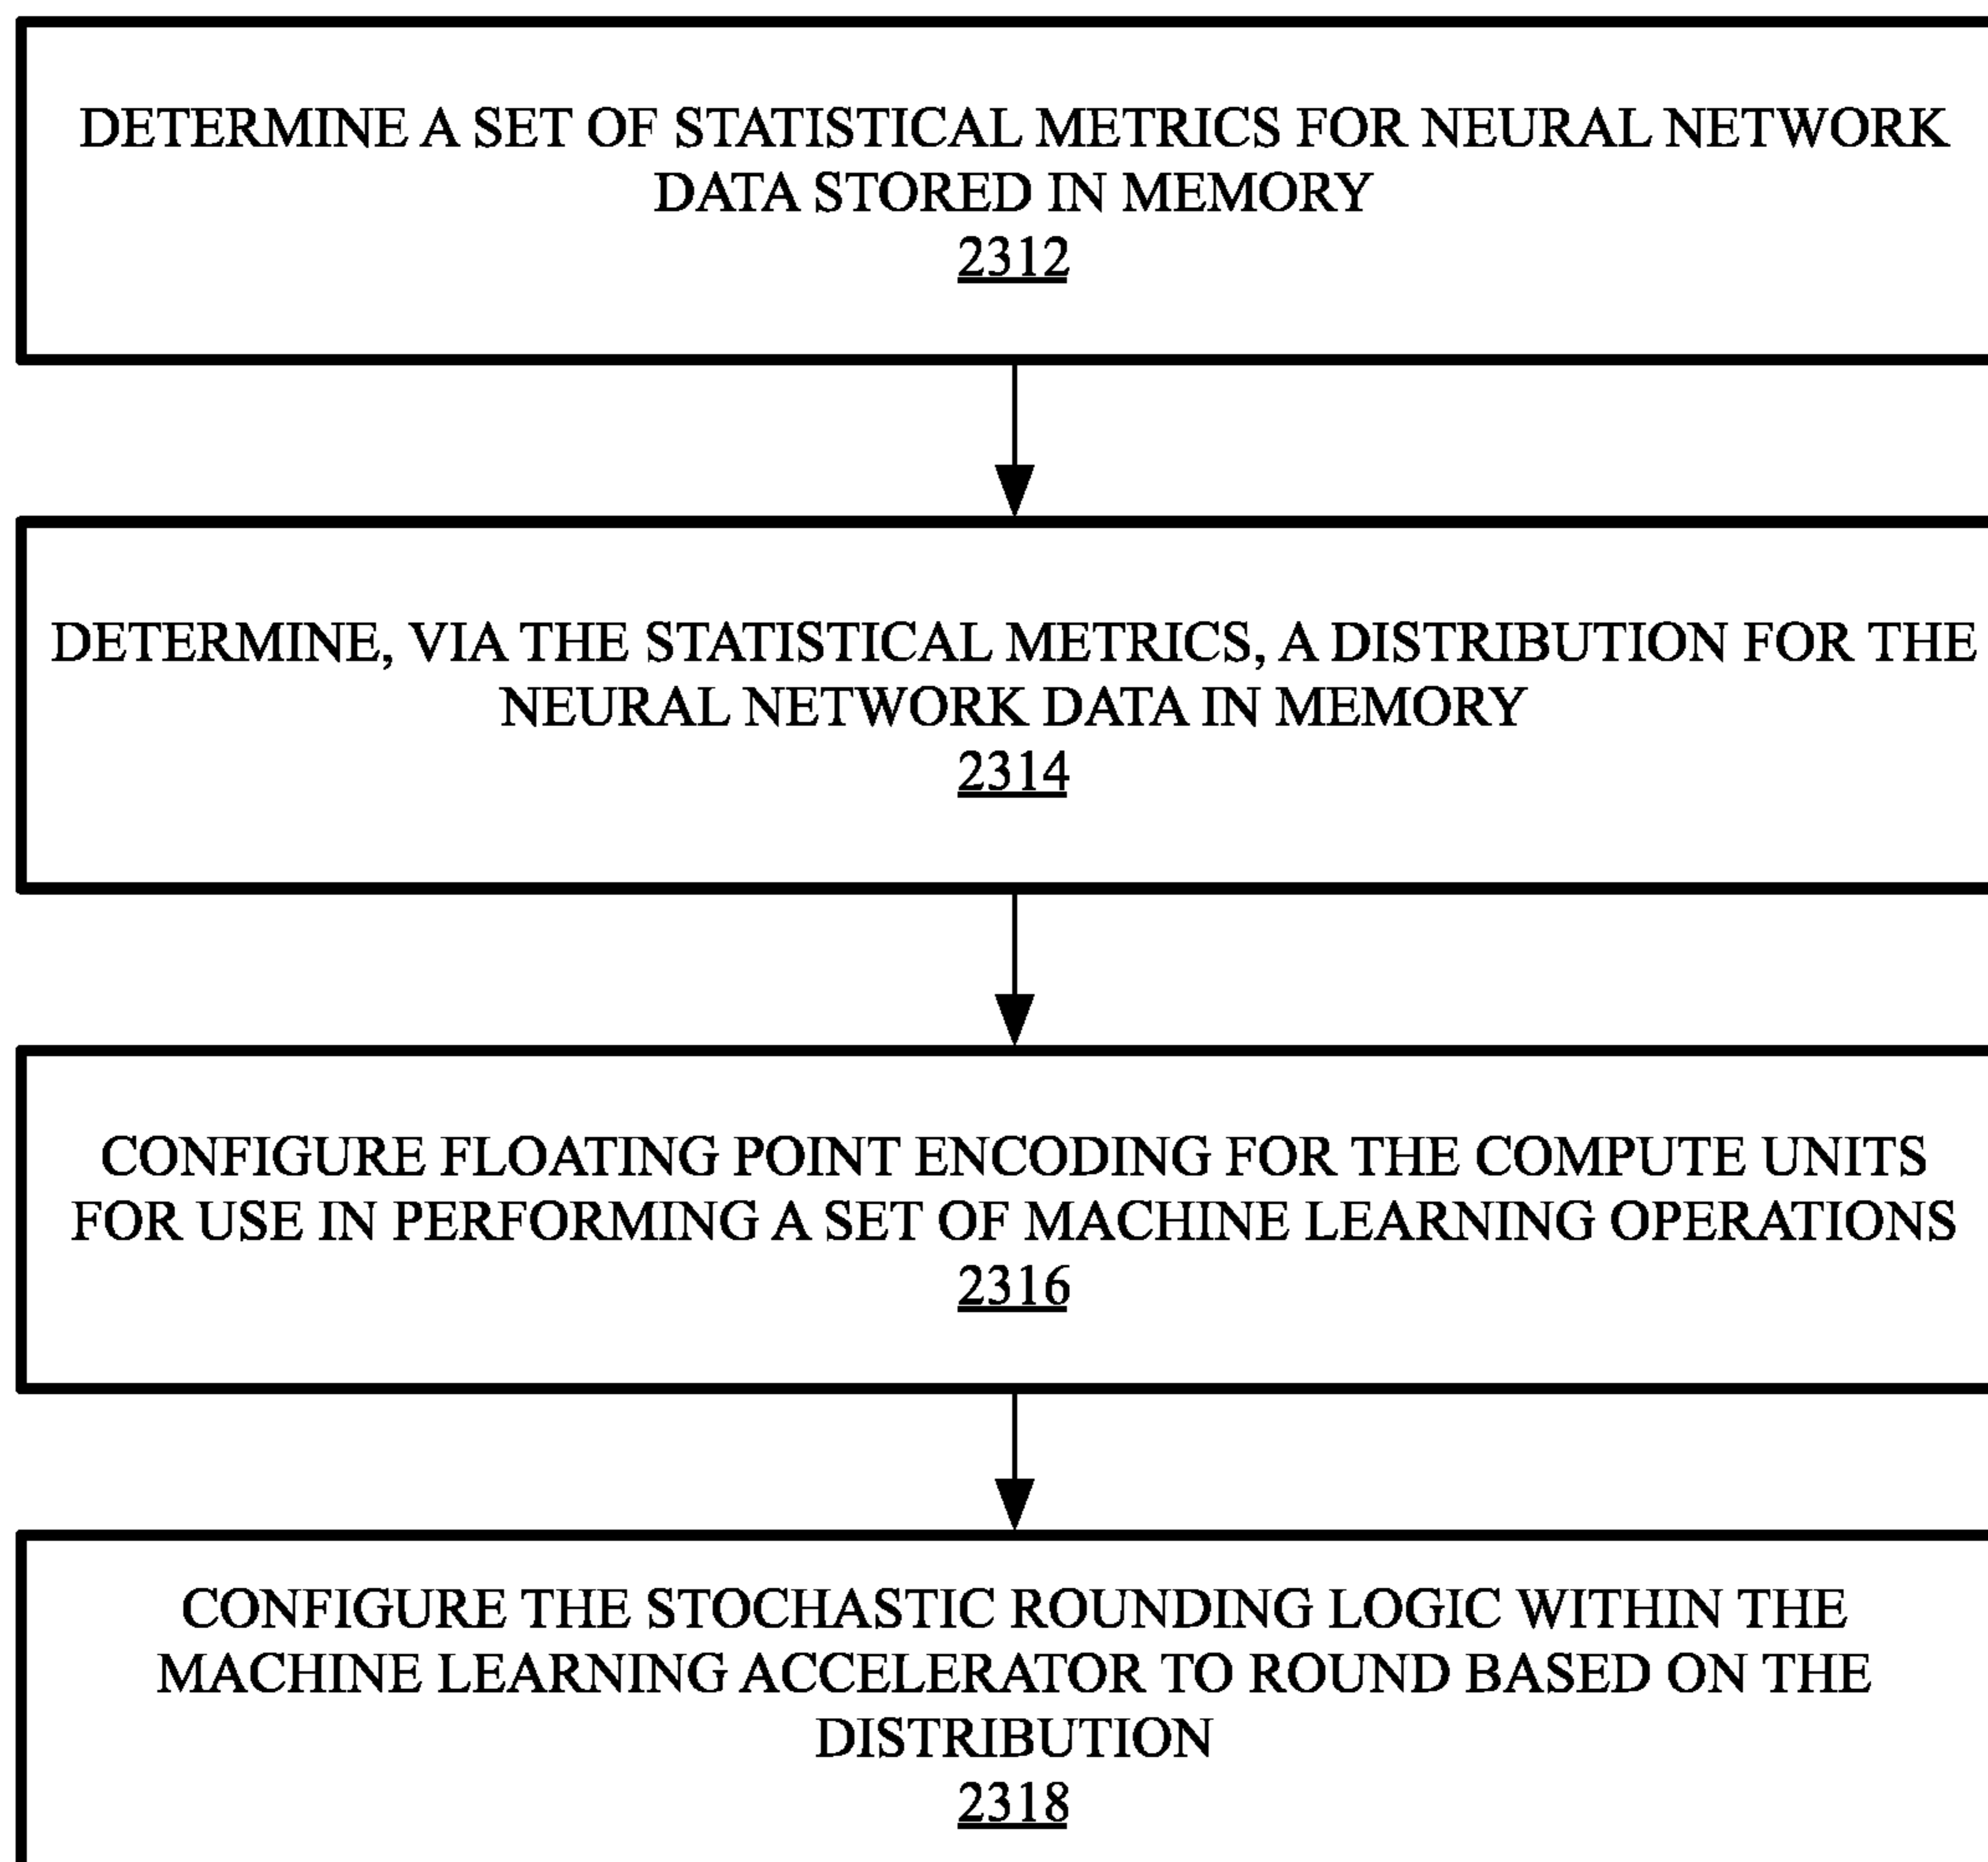 DETERMINE A SET OF STATISTICAL METRICS FOR NEURAL NETWORK
DATA STORED IN MEMORY
2312
DETERMINE, VIA THE STATISTICAL METRICS, A DISTRIBUTION FOR THE
NEURAL NETWORK DATA IN MEMORY
2314
CONFIGURE FLOATING POINT ENCODING FOR THE COMPUTE UNITS
FOR USE IN PERFORMING A SET OF MACHINE LEARNING OPERATIONS
2316
CONFIGURE THE STOCHASTIC ROUNDING LOGIC WITHIN THE
MACHINE LEARNING ACCELERATOR TO ROUND BASED ON THE
DISTRIBUTION
2318